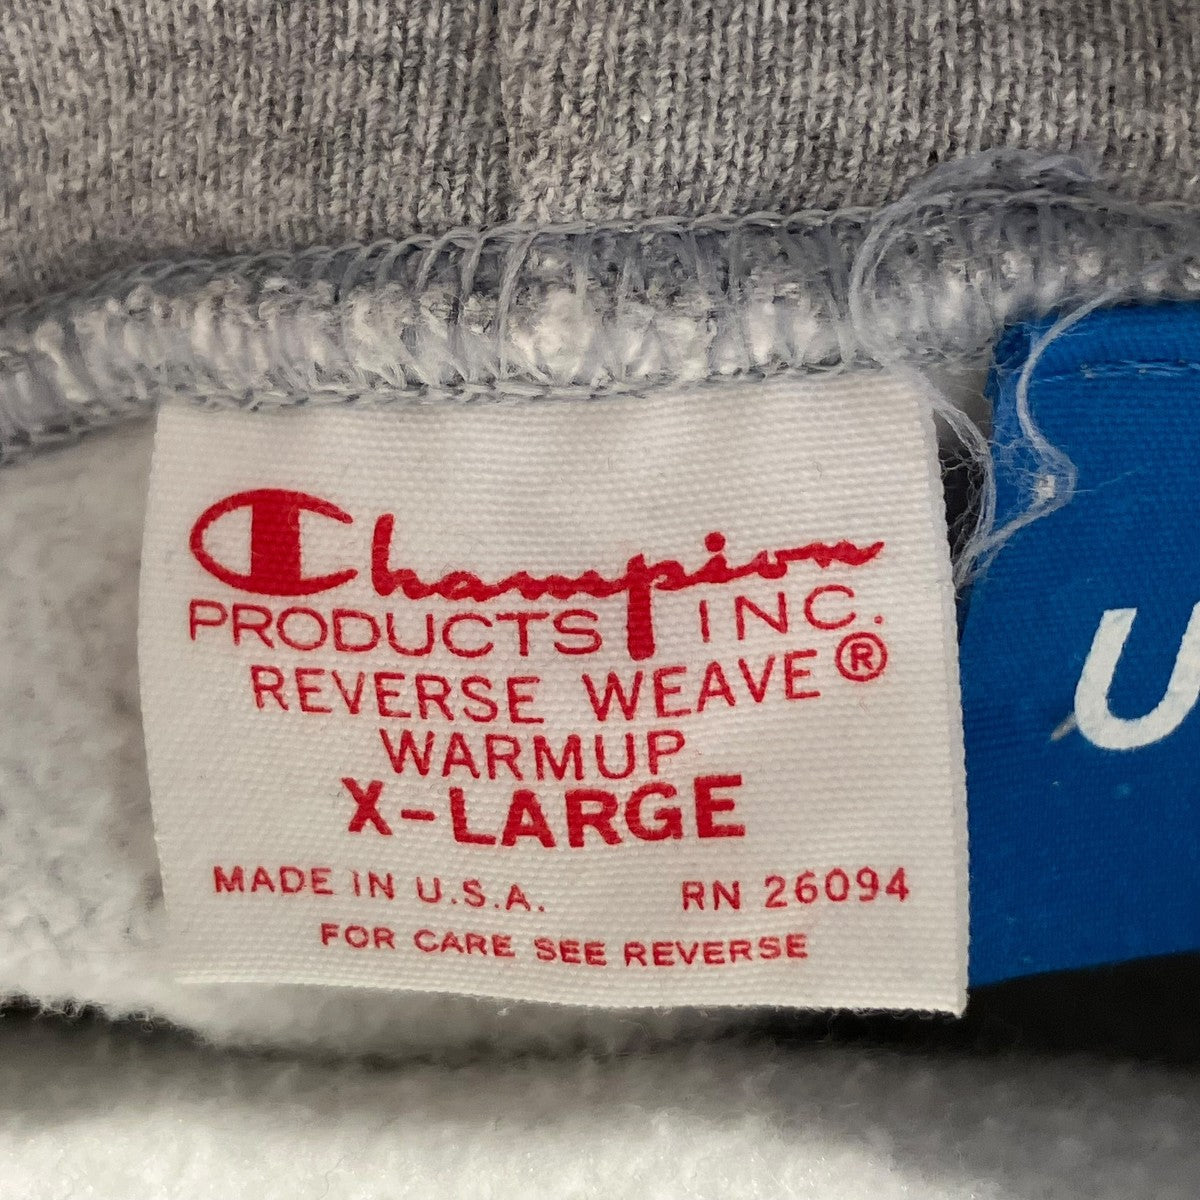 Champion
PRODUCTS INC.
REVERSE WEAVE®
WARMUP
X-LARGE
MADE IN U.S.A. RN 26094
FOR CARE SEE REVERSE
U